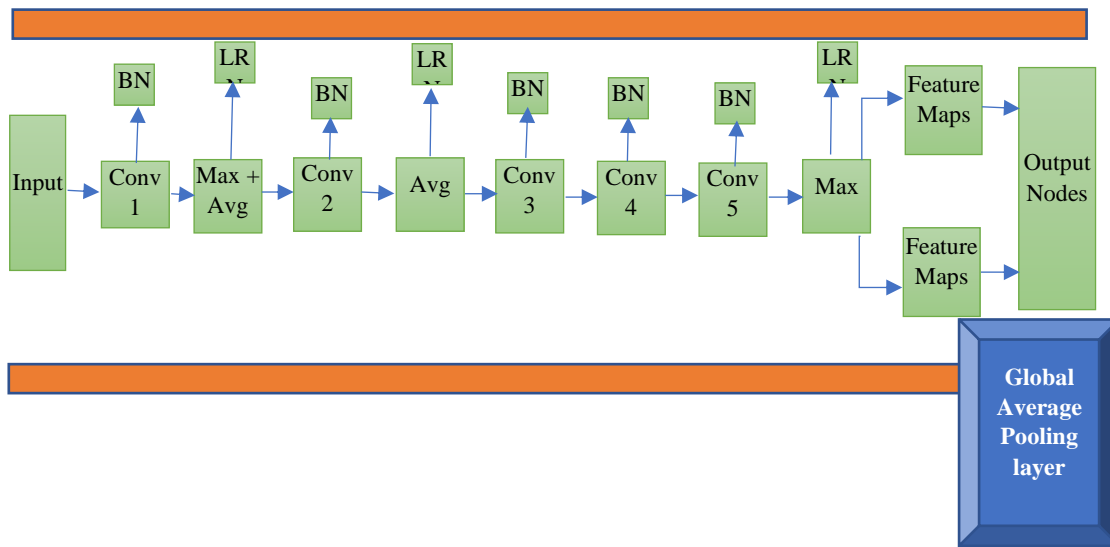 BN
LR
N
BN
LR
N
BN
BN
BN
LR
N
Input
Conv
1
Max +
Avg
Conv
2
Avg
Conv
3
Conv
4
Conv
5
Max
Feature
Maps
Feature
Maps
Output
Nodes
Global
Average
Pooling
layer